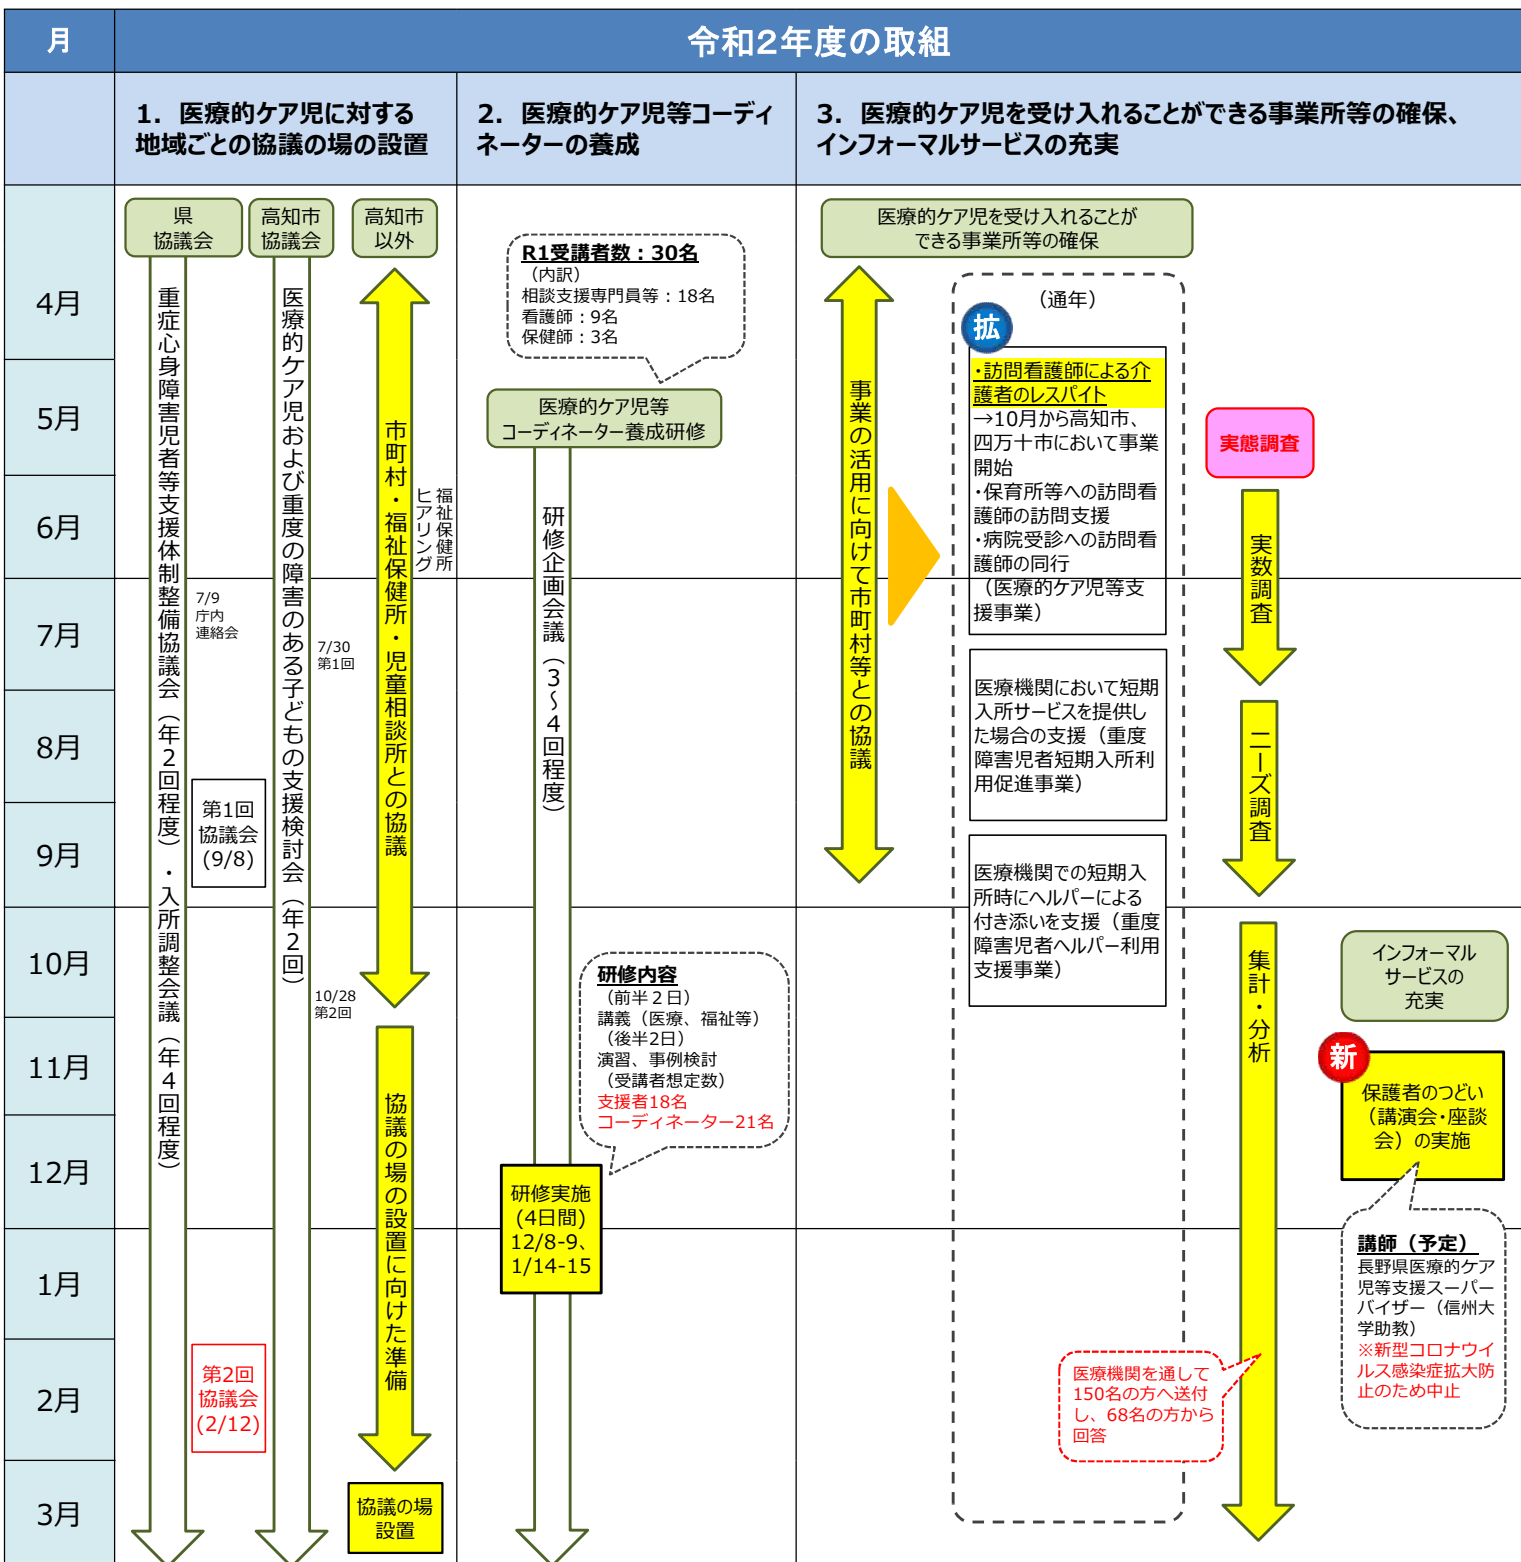 月
令和2年度の取組
1．医療的ケア児に対する
地域ごとの協議の場の設置
2．医療的ケア児等コーディ
ネーターの養成
3．医療的ケア児を受け入れることができる事業所等の確保、
インフォーマルサービスの充実
4月
5月
6月
7月
8月
9月
10月
11月
12月
1月
2月
3月
県
協議会
重症心身障害児者等支援体制整備協議会（年2回程度）・入所調整会議（年4回程度）
7/9
庁内
連絡会
第1回
協議会
(9/8)
第2回
協議会
(2/12)
高知市
協議会
医療的ケア児および重度の障害のある子どもの支援検討会（年2回）
7/30
第1回
10/28
第2回
高知市
以外
市町村・福祉保健所・児童相談所との協議
福祉保健所
ヒアリング
協議の場の設置に向けた準備
協議の場
設置
R1受講者数：30名
（内訳）
相談支援専門員等：18名
看護師：9名
保健師：3名
医療的ケア児等
コーディネーター養成研修
研修企画会議（3～4回程度）
研修内容
（前半２日）
講義（医療、福祉等）
（後半2日）
演習、事例検討
（受講者想定数）
支援者18名
コーディネーター21名
研修実施
(4日間)
12/8-9、
1/14-15
医療的ケア児を受け入れることが
できる事業所等の確保
事業の活用に向けて市町村等との協議
（通年）
拡
・訪問看護師による介
護者のレスパイト
→10月から高知市、
四万十市において事業
開始
・保育所等への訪問看
護師の訪問支援
・病院受診への訪問看
護師の同行
（医療的ケア児等支
援事業）
医療機関において短期
入所サービスを提供し
た場合の支援（重度
障害児者短期入所利
用促進事業）
医療機関での短期入
所時にヘルパーによる
付き添いを支援（重度
障害児者ヘルパー利用
支援事業）
実態調査
実数調査
ニーズ調査
集計・分析
医療機関を通して
150名の方へ送付
し、68名の方から
回答
インフォーマル
サービスの
充実
新
保護者のつどい
（講演会・座談
会）の実施
講師（予定）
長野県医療的ケア
児等支援スーパー
バイザー（信州大
学助教）
※新型コロナウイ
ルス感染症拡大防
止のため中止